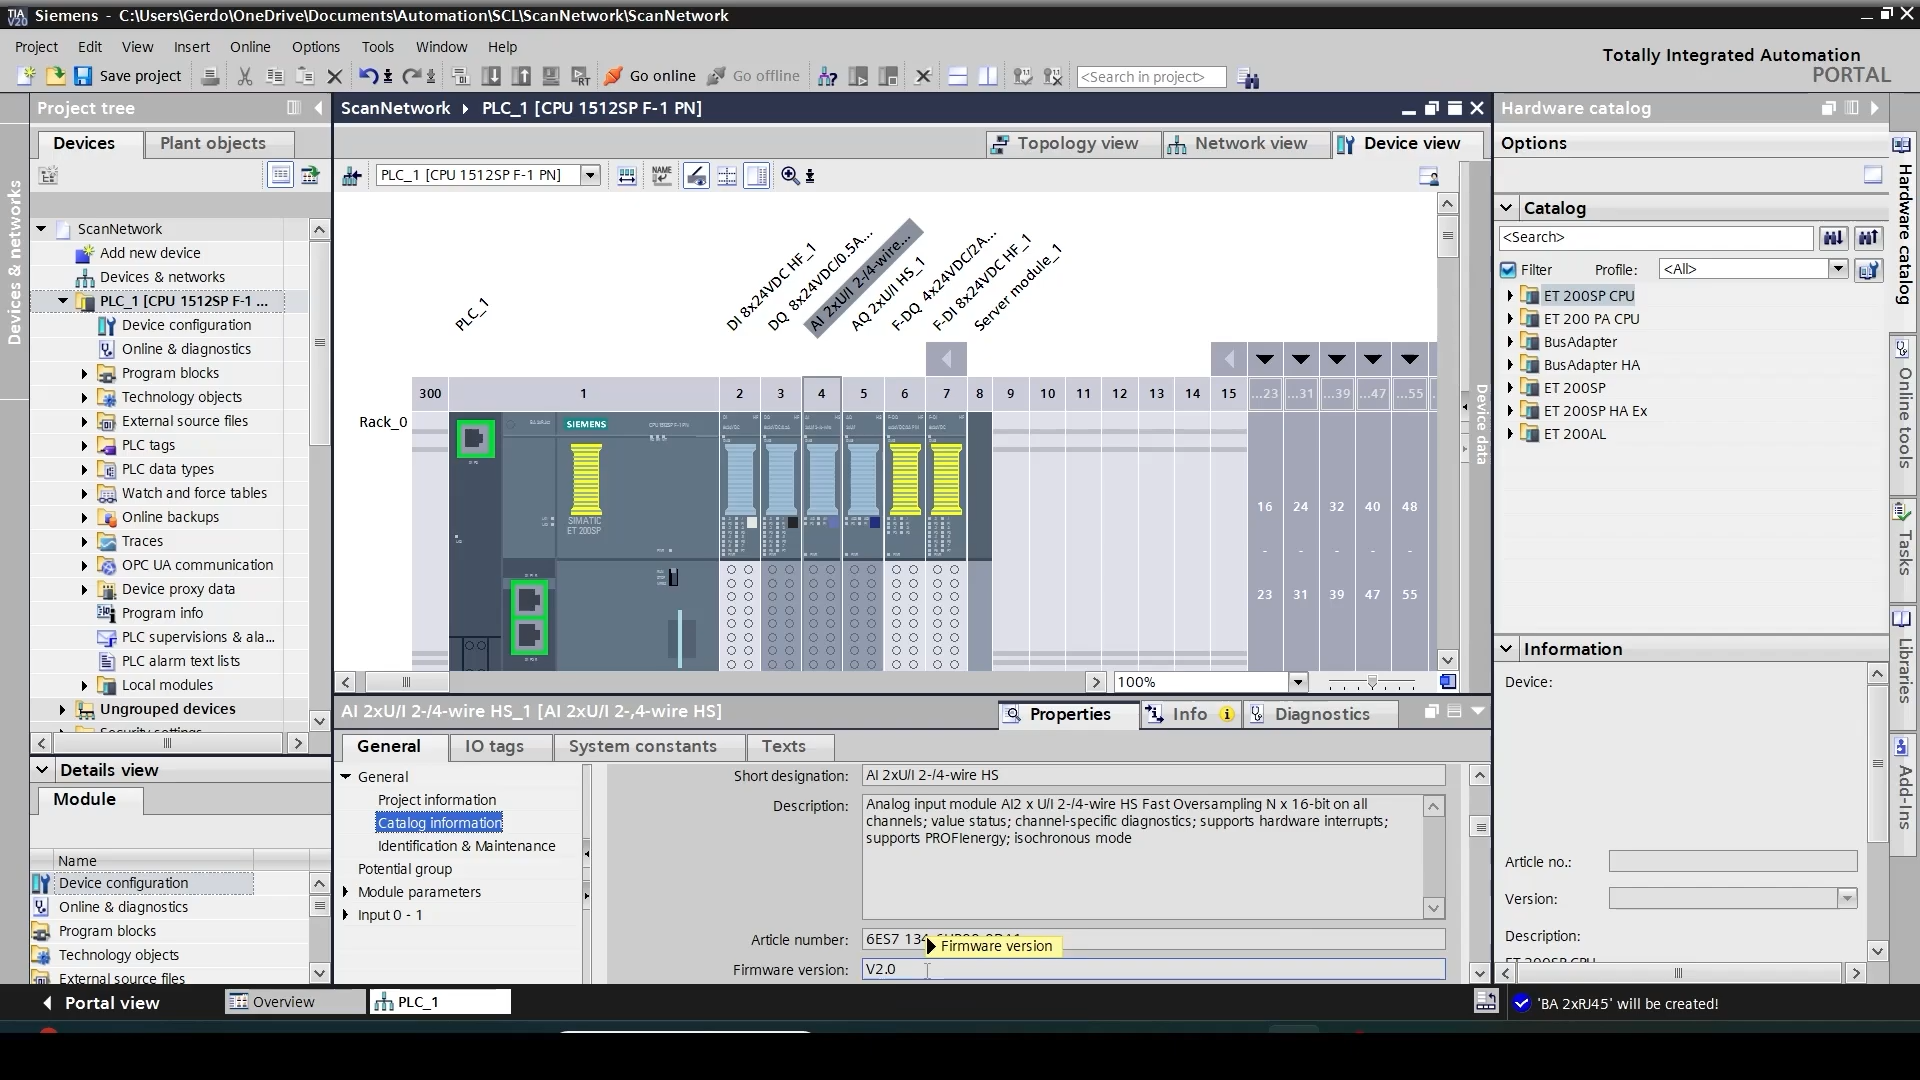 Siemens - C:\Users\Gerdo\OneDrive\Documents\Automation\SCL\ScanNetwork\ScanNetwork
Project Edit View Insert Online Options Tools Window Help
Totally Integrated Automation
PORTAL
Save project
Go online
Go offline
<Search in project>
Project tree
ScanNetwork PLC_1 [CPU 1512SP F-1 PN]
Hardware catalog
Devices
Plant objects
Topology view
Network view
Device view
Options
PLC_1 [CPU 1512SP F-1 PN]
NAME
Devices & networks
ScanNetwork
Add new device
Devices & networks
PLC_1 [CPU 1512SP F-1 ...
Device configuration
Online & diagnostics
Program blocks
Technology objects
External source files
PLC tags
PLC data types
Watch and force tables
Online backups
Traces
OPC UA communication
Device proxy data
Program info
PLC supervisions & ala...
PLC alarm text lists
Local modules
Ungrouped devices
Security settings
PLC_1
DI 8x24VDC HF_1
DQ 8x24VDC/0.5A...
AI 2xU/I 2-/4-wire...
AQ 2xU/I HS_1
F-DQ 4x24VDC/2A...
F-DI 8x24VDC HF_1
Server module_1
300 1 2 3 4 5 6 7 8 9 10 11 12 13 14 15 ...23 ...31 ...39 ...47 ...55
Rack_0
SIEMENS
SIMATIC
ET 200SP
16 24 32 40 48
- - - - -
23 31 39 47 55
100%
Device data
Catalog
<Search>
Filter Profile: <All>
ET 200SP CPU
ET 200 PA CPU
BusAdapter
BusAdapter HA
ET 200SP
ET 200SP HA Ex
ET 200AL
Information
Device:
Article no.:
Version:
Description:
ET 200SP CPU
Hardware catalog
Online tools
Tasks
Libraries
Add-Ins
AI 2xU/I 2-/4-wire HS_1 [AI 2xU/I 2-,4-wire HS]
Properties
Info
Diagnostics
General
IO tags
System constants
Texts
General
Project information
Catalog information
Identification & Maintenance
Potential group
Module parameters
Input 0 - 1
Short designation: AI 2xU/I 2-/4-wire HS
Description: Analog input module AI2 x U/I 2-/4-wire HS Fast Oversampling N x 16-bit on all
channels; value status; channel-specific diagnostics; supports hardware interrupts;
supports PROFIenergy; isochronous mode
Article number: 6ES7 134
Firmware version
Firmware version: V2.0
Details view
Module
Name
Device configuration
Online & diagnostics
Program blocks
Technology objects
External source files
Portal view
Overview
PLC_1
'BA 2xRJ45' will be created!